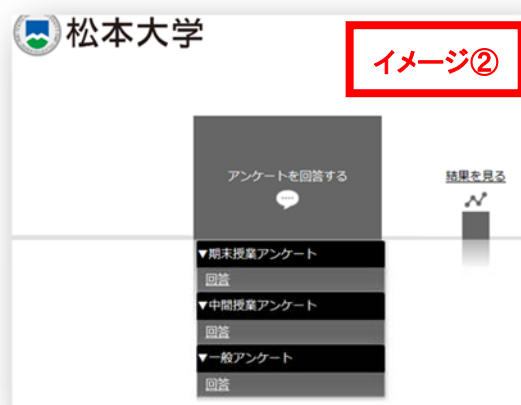 松本大学
イメージ②
アンケートを回答する
結果を見る
▼期末授業アンケート
回答
▼中間授業アンケート
回答
▼一般アンケート
回答